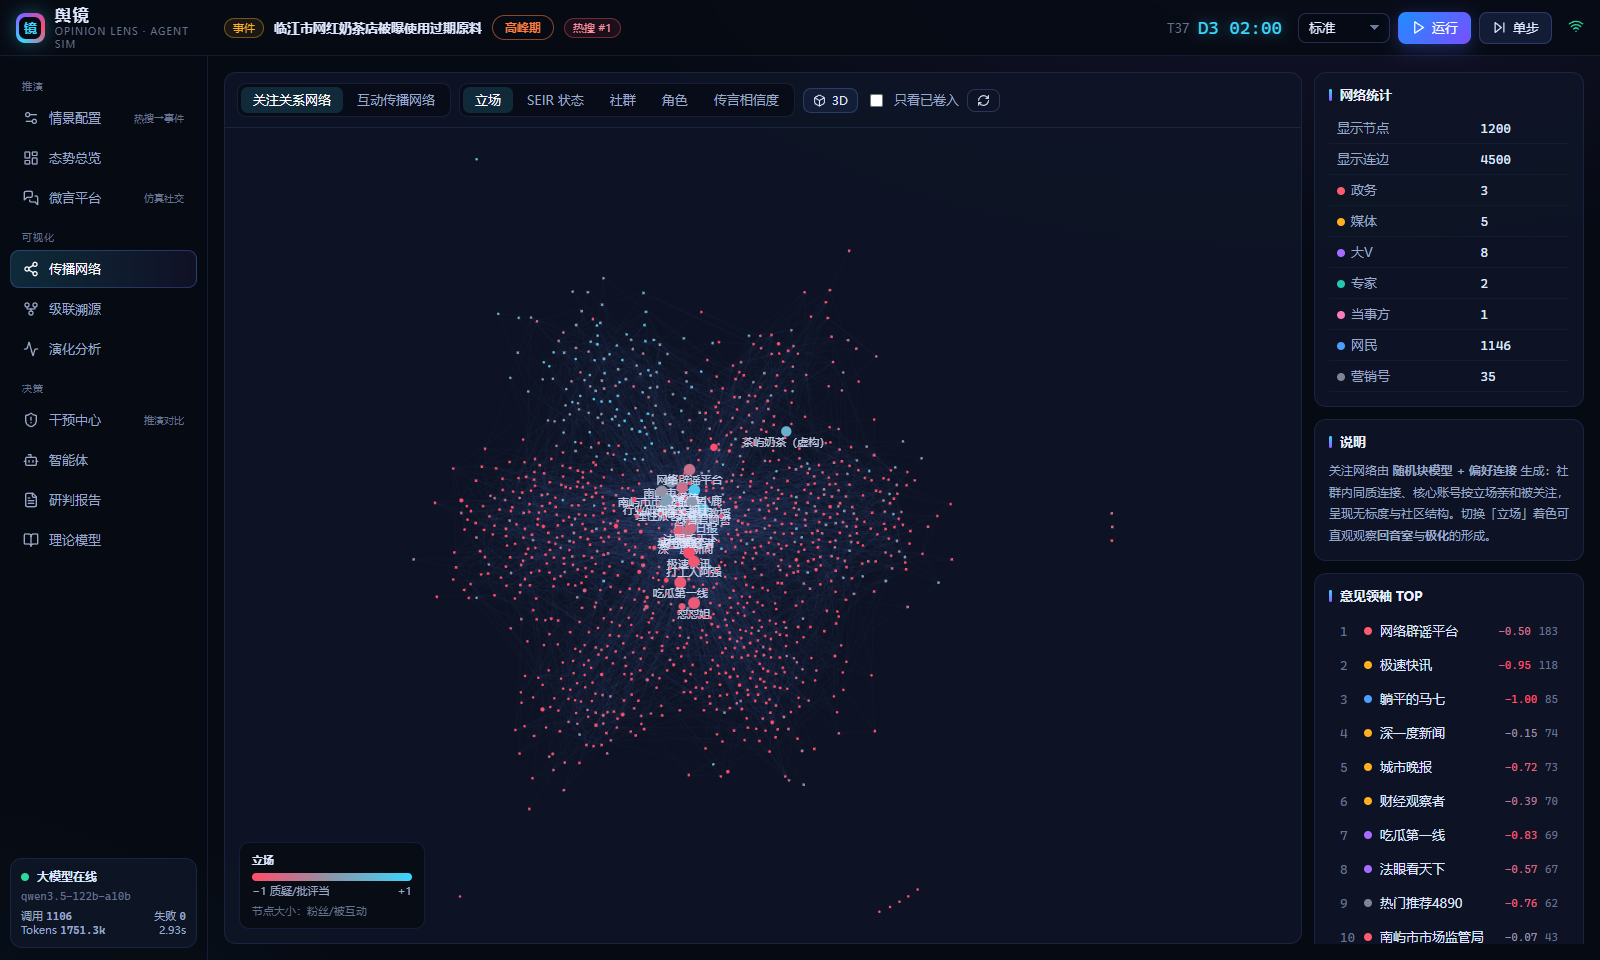 镜
舆镜
OPINION LENS · AGENT SIM
事件
临江市网红奶茶店被曝使用过期原料
高峰期
热搜 #1
T37
D3 02:00
标准
运行
单步
推演
情景配置
热搜→事件
态势总览
微言平台
仿真社交
可视化
传播网络
级联溯源
演化分析
决策
干预中心
推演对比
智能体
研判报告
理论模型
大模型在线
qwen3.5-122b-a10b
调用 1106
失败 0
Tokens 1751.3k
2.93s
关注关系网络
互动传播网络
立场
SEIR 状态
社群
角色
传言相信度
3D
只看已卷入
茶屿奶茶（虚构）
网络辟谣平台
极速快讯
打工人阿强
吃瓜第一线
怼怼姐
立场
−1 质疑/批评当
+1
节点大小：粉丝/被互动
网络统计
显示节点
1200
显示连边
4500
政务
3
媒体
5
大V
8
专家
2
当事方
1
网民
1146
营销号
35
说明
关注网络由 随机块模型 + 偏好连接 生成：社
群内同质连接、核心账号按立场亲和被关注，
呈现无标度与社区结构。切换「立场」着色可
直观观察回音室与极化的形成。
意见领袖 TOP
1 网络辟谣平台 −0.50 183
2 极速快讯 −0.95 118
3 躺平的马七 −1.00 85
4 深一度新闻 −0.15 74
5 城市晚报 −0.72 73
6 财经观察者 −0.39 70
7 吃瓜第一线 −0.83 69
8 法眼看天下 −0.57 67
9 热门推荐4890 −0.76 62
10 南屿市市场监管局 −0.07 43